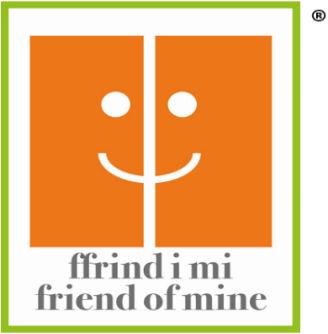 ®
ffrind i mi
friend of mine